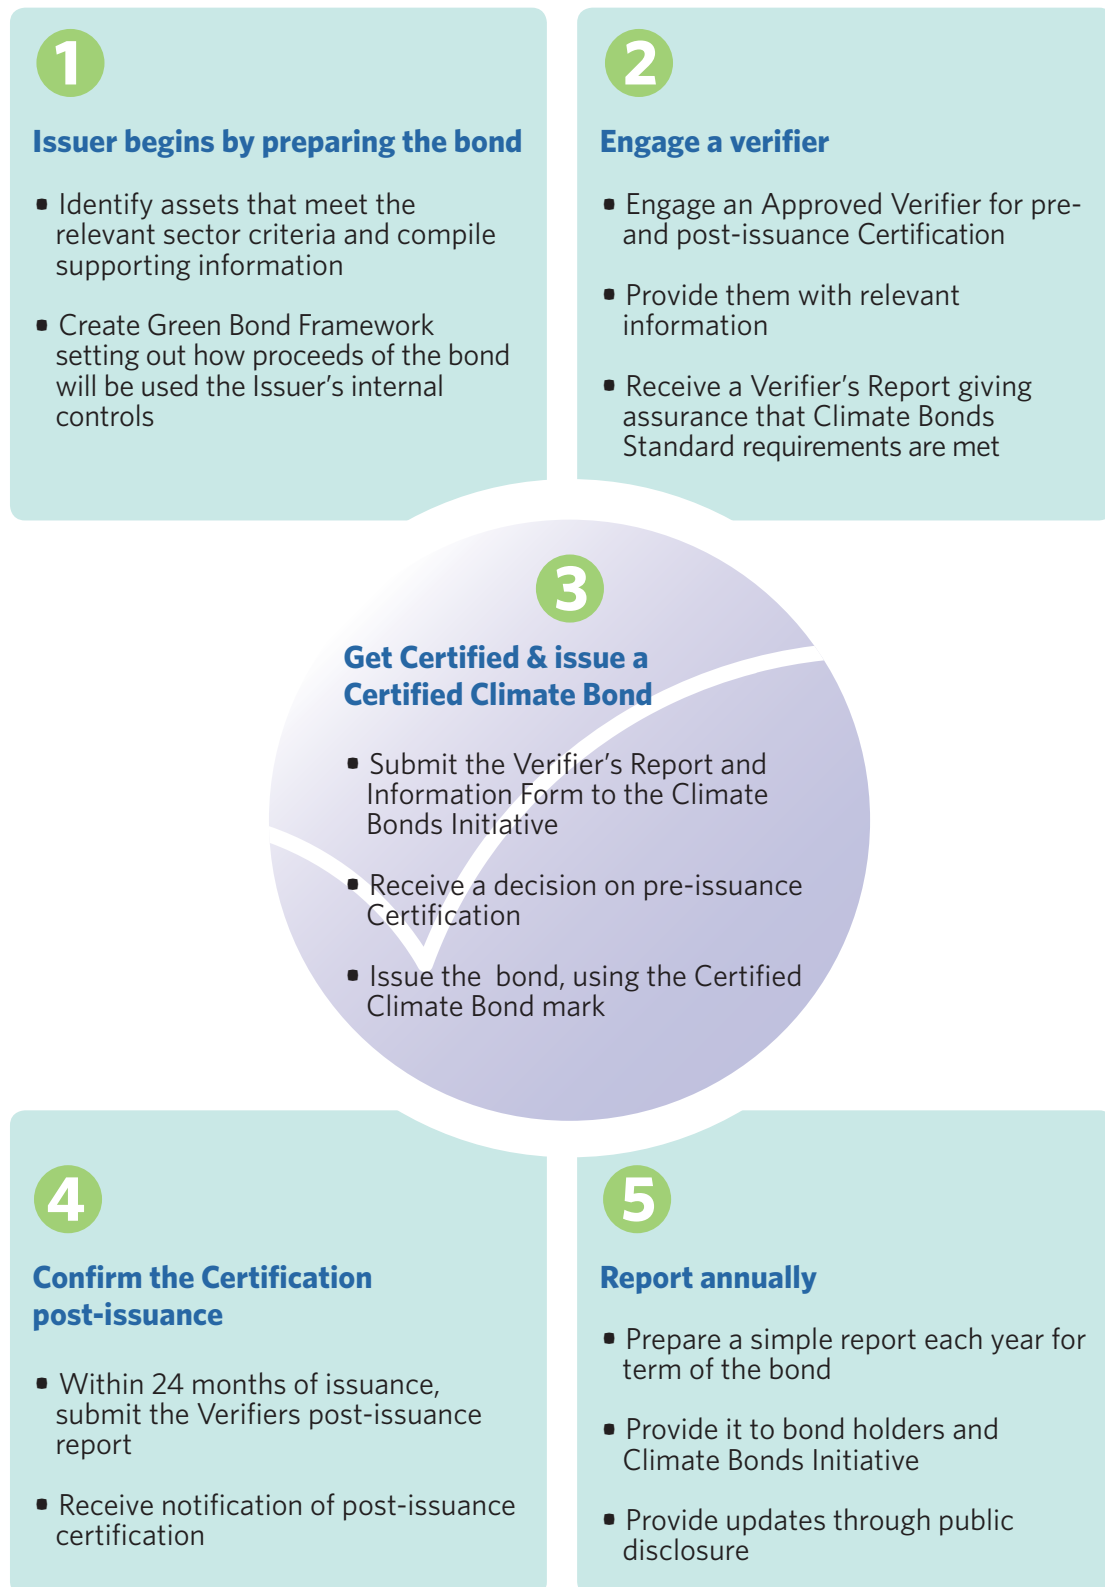 1
Issuer begins by preparing the bond
• Identify assets that meet the
relevant sector criteria and compile
supporting information
• Create Green Bond Framework
setting out how proceeds of the bond
will be used the Issuer's internal
controls
2
Engage a verifier
• Engage an Approved Verifier for pre-
and post-issuance Certification
• Provide them with relevant
information
• Receive a Verifier's Report giving
assurance that Climate Bonds
Standard requirements are met
3
Get Certified & issue a
Certified Climate Bond
• Submit the Verifier's Report and
Information Form to the Climate
Bonds Initiative
• Receive a decision on pre-issuance
Certification
• Issue the  bond, using the Certified
Climate Bond mark
4
Confirm the Certification
post-issuance
• Within 24 months of issuance,
submit the Verifiers post-issuance
report
• Receive notification of post-issuance
certification
5
Report annually
• Prepare a simple report each year for
term of the bond
• Provide it to bond holders and
Climate Bonds Initiative
• Provide updates through public
disclosure